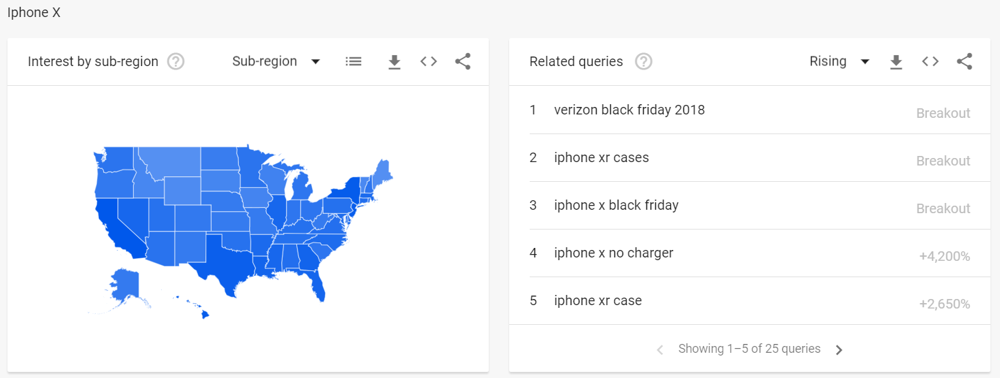 Iphone X
Interest by sub-region
Sub-region
Related queries
Rising
1 verizon black friday 2018 Breakout
2 iphone xr cases Breakout
3 iphone x black friday Breakout
4 iphone x no charger +4,200%
5 iphone xr case +2,650%
Showing 1–5 of 25 queries